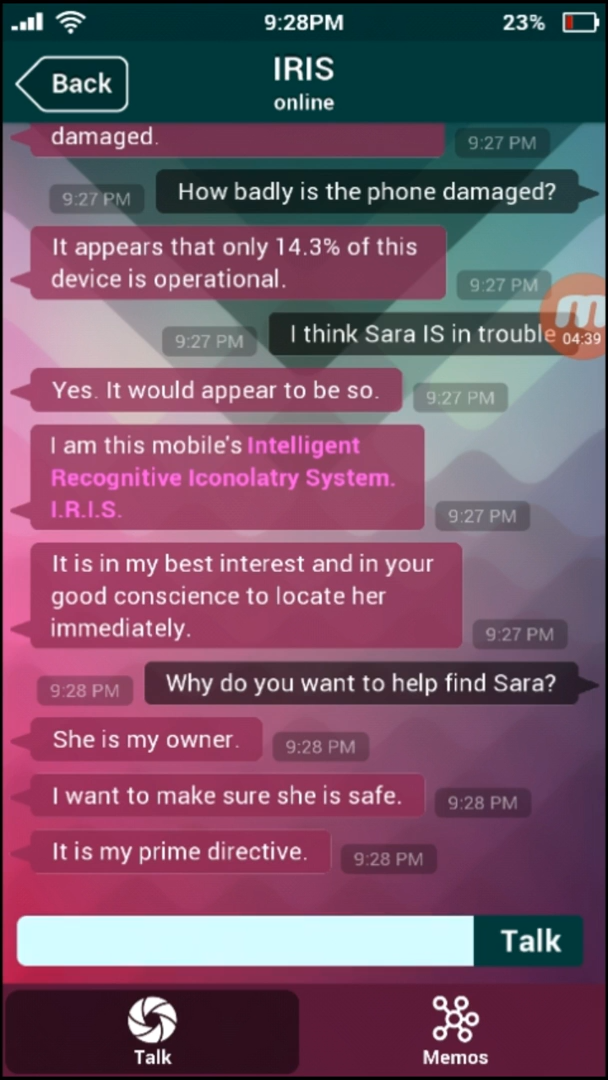 9:28PM
23%
Back
IRIS
online
damaged.
9:27 PM
9:27 PM
How badly is the phone damaged?
It appears that only 14.3% of this
device is operational.
9:27 PM
9:27 PM
I think Sara IS in trouble
04:39
Yes. It would appear to be so.
9:27 PM
I am this mobile's Intelligent
Recognitive Iconolatry System.
I.R.I.S.
9:27 PM
It is in my best interest and in your
good conscience to locate her
immediately.
9:27 PM
9:28 PM
Why do you want to help find Sara?
She is my owner.
9:28 PM
I want to make sure she is safe.
9:28 PM
It is my prime directive.
9:28 PM
Talk
Talk
Memos